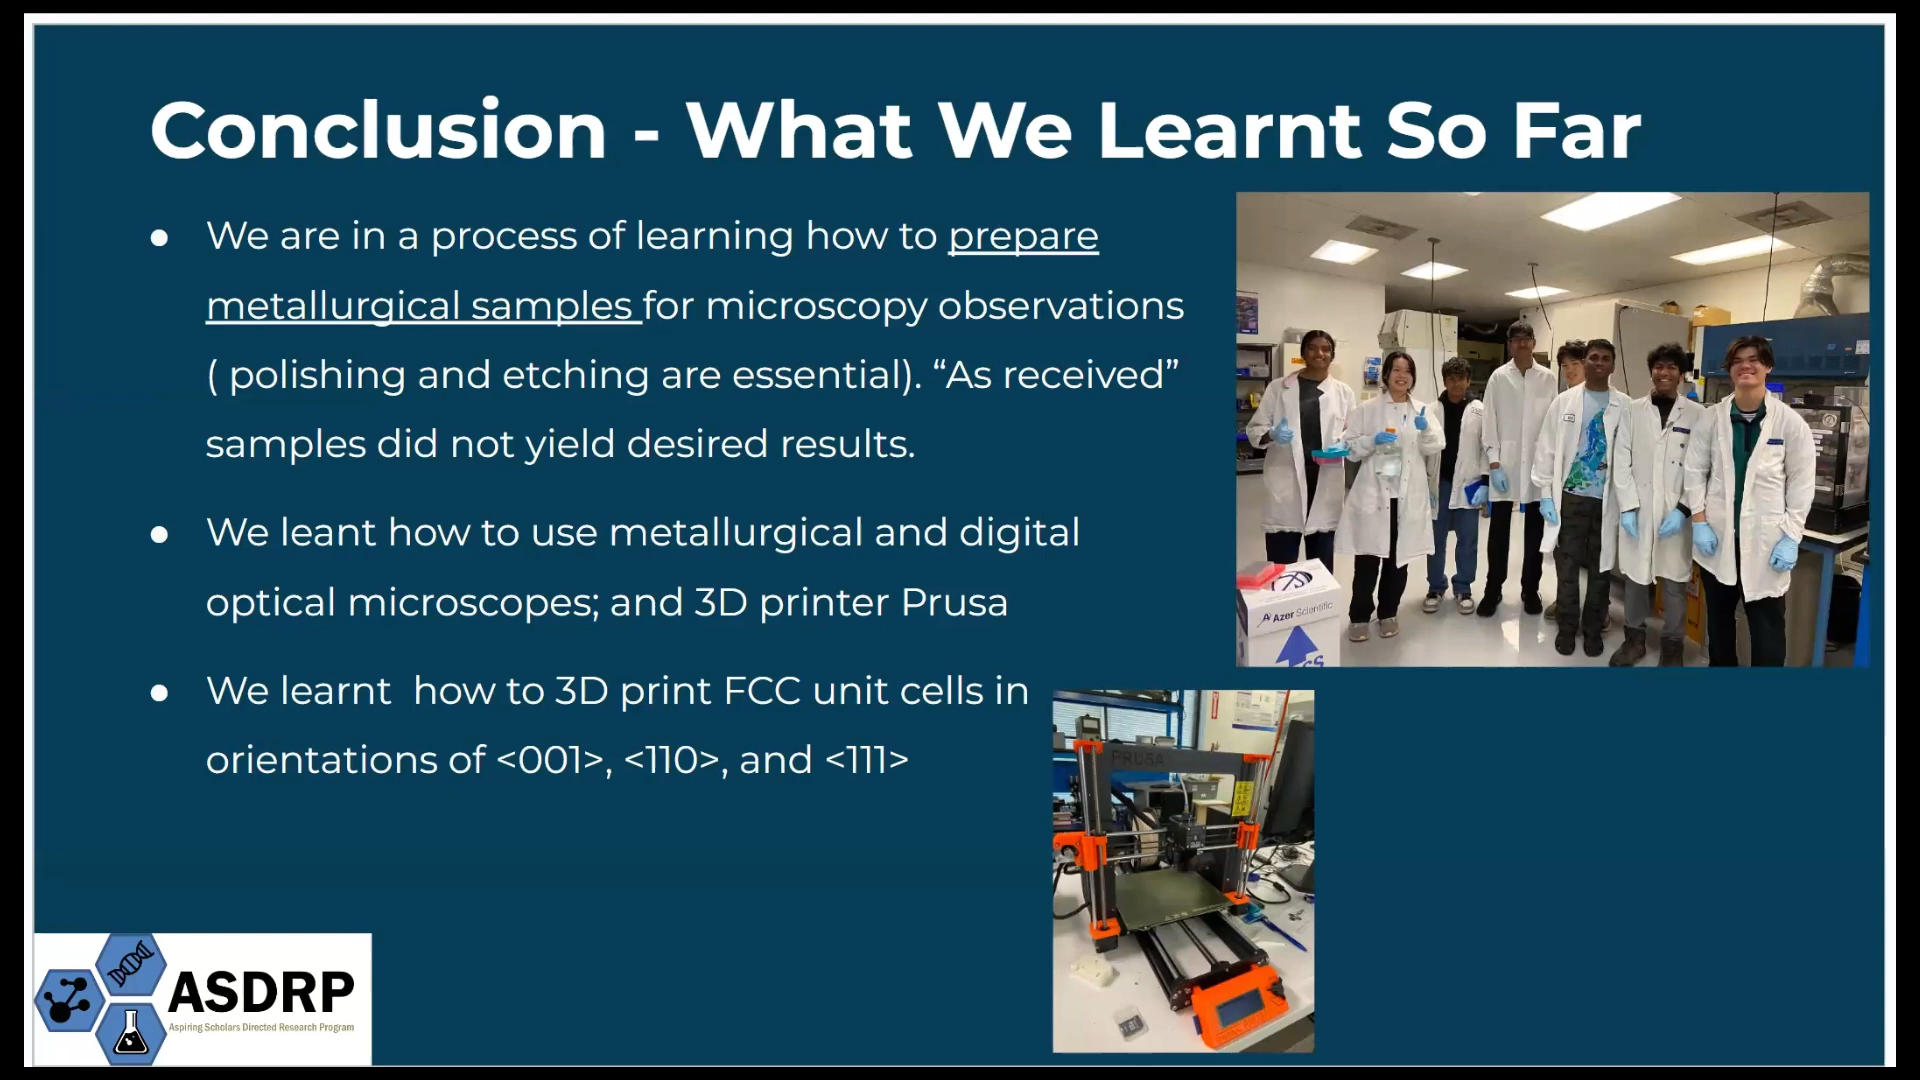 Conclusion - What We Learnt So Far
● We are in a process of learning how to prepare
metallurgical samples for microscopy observations
( polishing and etching are essential). “As received”
samples did not yield desired results.
● We leant how to use metallurgical and digital
optical microscopes; and 3D printer Prusa
● We learnt  how to 3D print FCC unit cells in
orientations of <001>, <110>, and <111>
Azer Scientific
PRUSA
ASDRP
Aspiring Scholars Directed Research Program